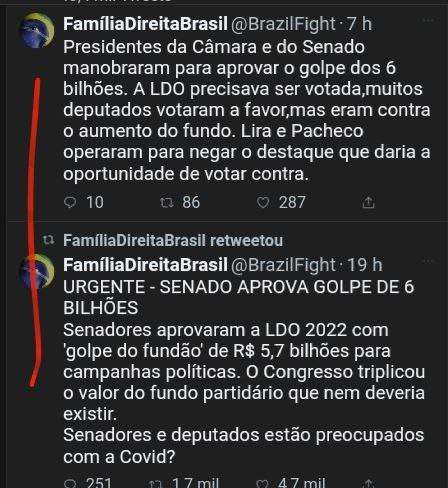 FamíliaDireitaBrasil @BrazilFight · 7 h
Presidentes da Câmara e do Senado
manobraram para aprovar o golpe dos 6
bilhões. A LDO precisava ser votada,muitos
deputados votaram a favor,mas eram contra
o aumento do fundo. Lira e Pacheco
operaram para negar o destaque que daria a
oportunidade de votar contra.
10 86 287
FamíliaDireitaBrasil retweetou
FamíliaDireitaBrasil @BrazilFight · 19 h
URGENTE - SENADO APROVA GOLPE DE 6
BILHÕES
Senadores aprovaram a LDO 2022 com
'golpe do fundão' de R$ 5,7 bilhões para
campanhas políticas. O Congresso triplicou
o valor do fundo partidário que nem deveria
existir.
Senadores e deputados estão preocupados
com a Covid?
251 1,7 mil 4,7 mil